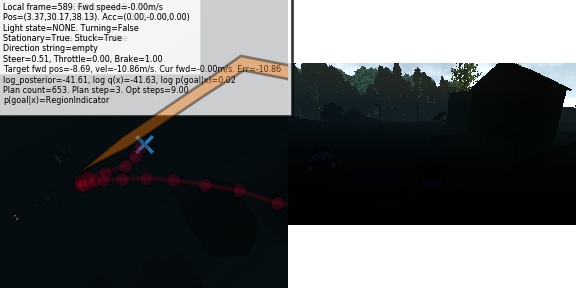 Local frame=589. Fwd.speed=-0.00m/s
Pos=(3.37,30.17,38.13). Acc=(0.00,-0.00,0.00)
Light state=NONE. Turning=False
Stationary=True. Stuck=True
Direction string=empty
Steer=0.51, Throttle=0.00, Brake=1.00
Target fwd pos=-8.69, vel=-10.86m/s. Cur fwd=-0.00m/s. Err=-10.86
log_posterior=-41.61, log q(x)=-41.63, log p(goal|x)=0.02
Plan count=653. Plan step=3. Opt steps=9.00
p(goal|x)=RegionIndicator